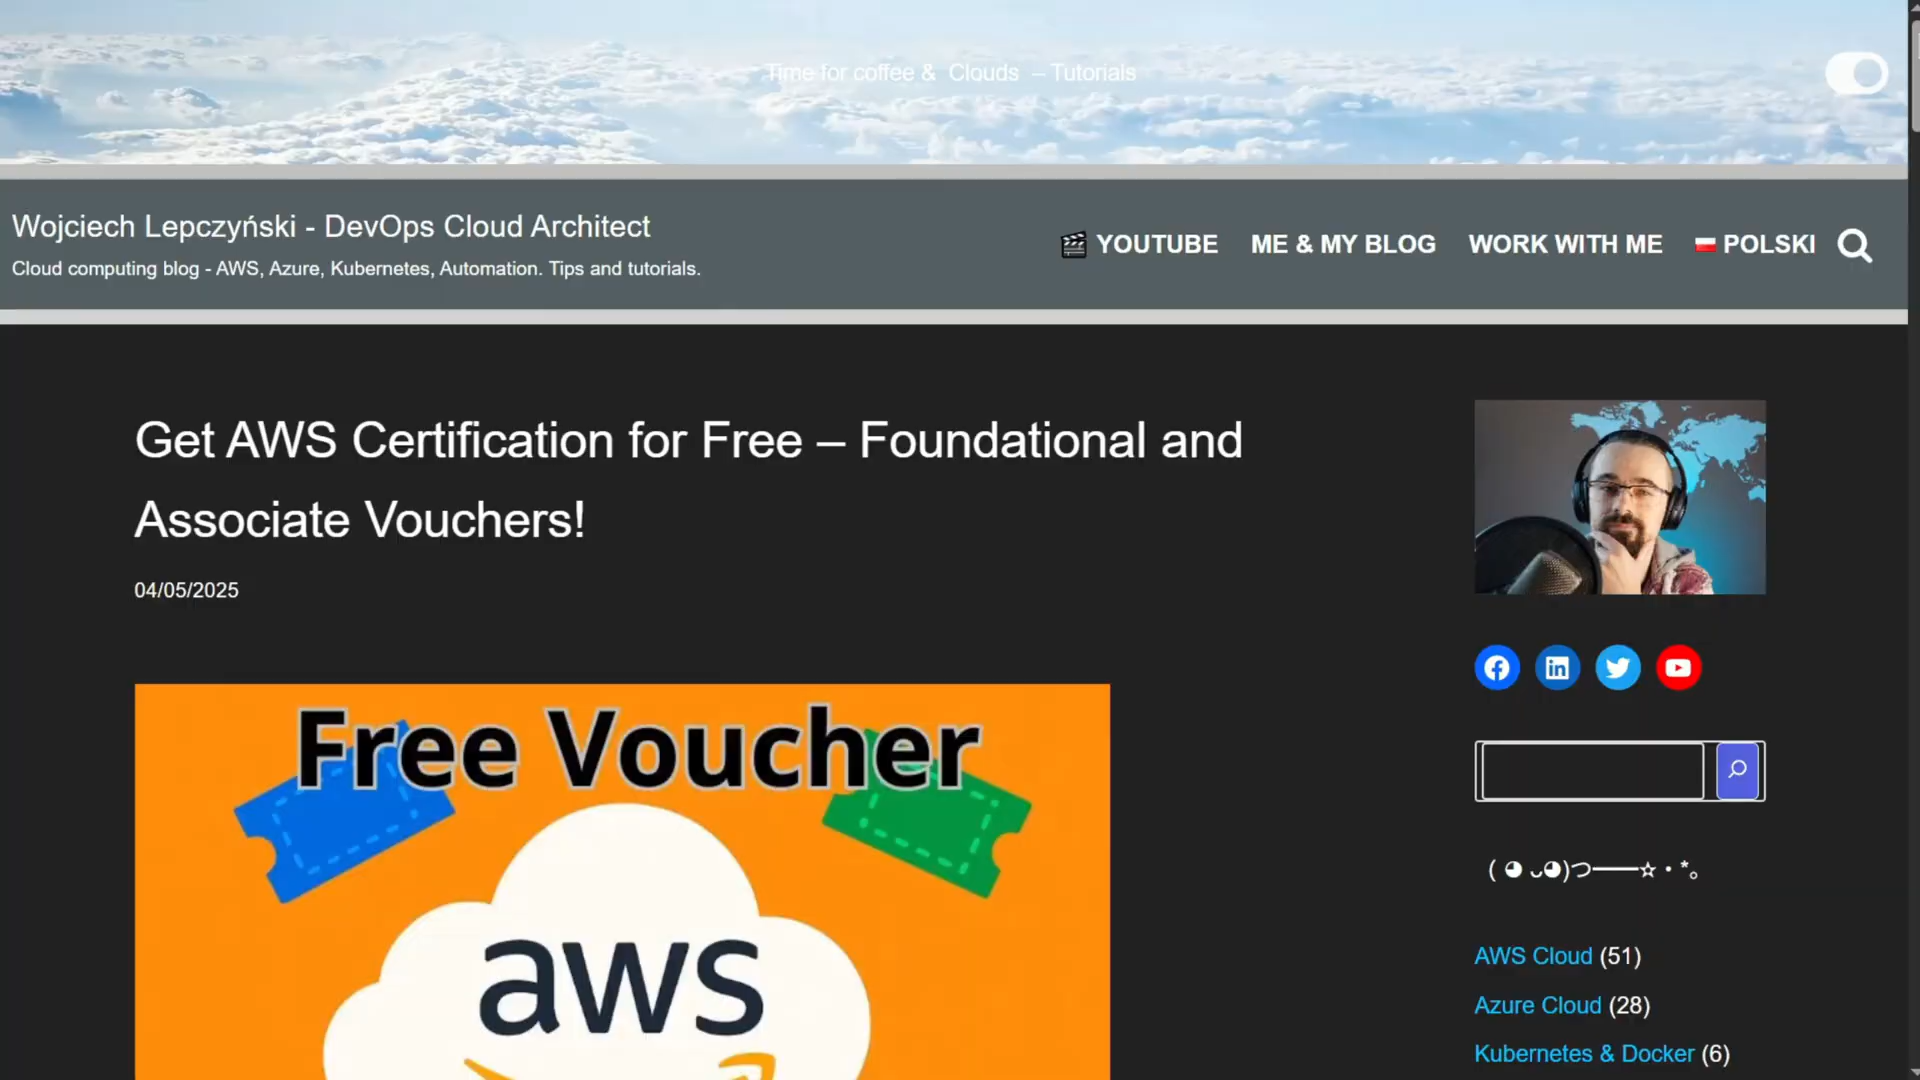 Time for coffee & Clouds – Tutorials
Wojciech Lepczyński - DevOps Cloud Architect
Cloud computing blog - AWS, Azure, Kubernetes, Automation. Tips and tutorials.
YOUTUBE
ME & MY BLOG
WORK WITH ME
POLSKI
Get AWS Certification for Free – Foundational and
Associate Vouchers!
04/05/2025
Free Voucher
aws
( ◕ ᴗ◕)つ━━☆・*。
AWS Cloud (51)
Azure Cloud (28)
Kubernetes & Docker (6)